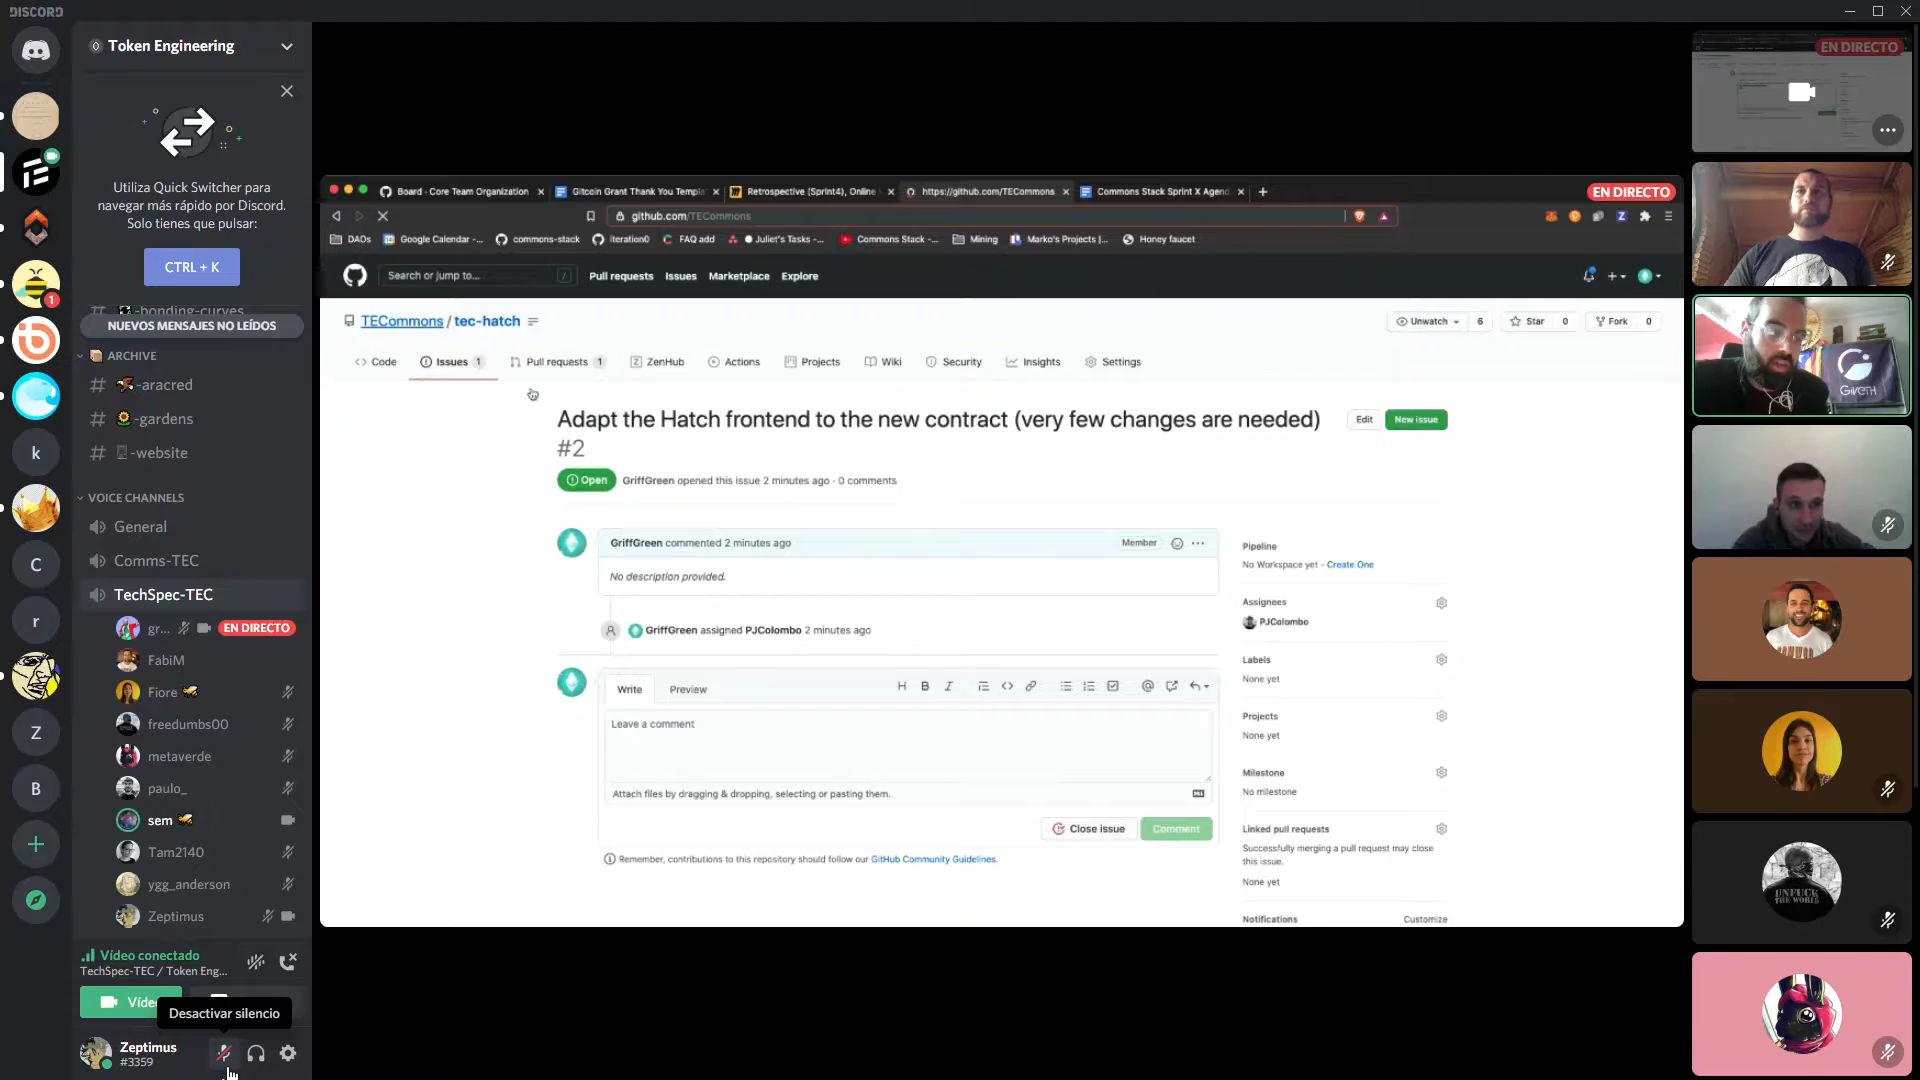 DISCORD
Token Engineering
Utiliza Quick Switcher para
navegar más rápido por Discord.
Solo tienes que pulsar:
CTRL + K
-bonding-curves
NUEVOS MENSAJES NO LEÍDOS
ARCHIVE
-aracred
-gardens
-website
VOICE CHANNELS
General
Comms-TEC
TechSpec-TEC
gr... EN DIRECTO
FabiM
Fiore
freedumbs00
metaverde
paulo_
sem
Tam2140
ygg_anderson
Zeptimus
Vídeo conectado
TechSpec-TEC / Token Eng...
Víde
Desactivar silencio
Zeptimus
#3359
1
k
C
r
Z
B
Board - Core Team Organization
Gitcoin Grant Thank You Templa
Retrospective (Sprint4), Online
https://github.com/TECommons
Commons Stack Sprint X Agend
EN DIRECTO
github.com/TECommons
DAOs
Google Calendar -...
commons-stack
iteration0
FAQ add
Juliet's Tasks -...
Commons Stack -...
Mining
Marko's Projects |...
Honey faucet
Search or jump to... /
Pull requests
Issues
Marketplace
Explore
TECommons / tec-hatch
Unwatch 6
Star 0
Fork 0
Code
Issues 1
Pull requests 1
ZenHub
Actions
Projects
Wiki
Security
Insights
Settings
Adapt the Hatch frontend to the new contract (very few changes are needed)
#2
Edit
New issue
Open
GriffGreen opened this issue 2 minutes ago · 0 comments
GriffGreen commented 2 minutes ago
Member
No description provided.
GriffGreen assigned PJColombo 2 minutes ago
Write
Preview
Leave a comment
Attach files by dragging & dropping, selecting or pasting them.
Close issue
Comment
Remember, contributions to this repository should follow our GitHub Community Guidelines.
Pipeline
No Workspace yet - Create One
Assignees
PJColombo
Labels
None yet
Projects
None yet
Milestone
No milestone
Linked pull requests
Successfully merging a pull request may close
this issue.
None yet
Notifications
Customize
EN DIRECTO
GIVETH
UNFUCK
THE WORLD